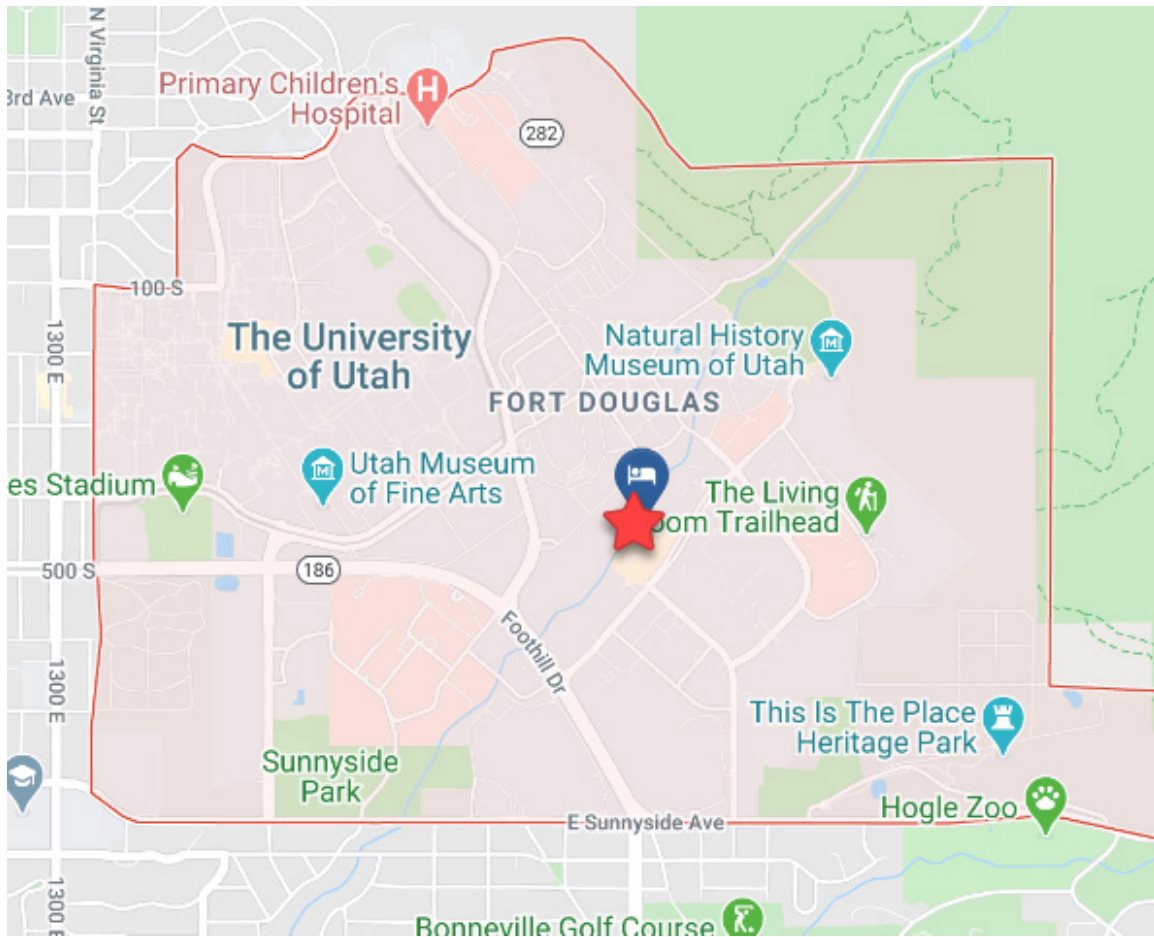 N Virginia St
3rd Ave
Primary Children's
Hospital
H
282
100 S
1300 E
The University
of Utah
Natural History
Museum of Utah
M
FORT DOUGLAS
es Stadium
M
Utah Museum
of Fine Arts
The Living
oom Trailhead
500 S
186
Foothill Dr
1300 E
This Is The Place
Heritage Park
Sunnyside
Park
Hogle Zoo
E Sunnyside Ave
1300 E
Bonneville Golf Course